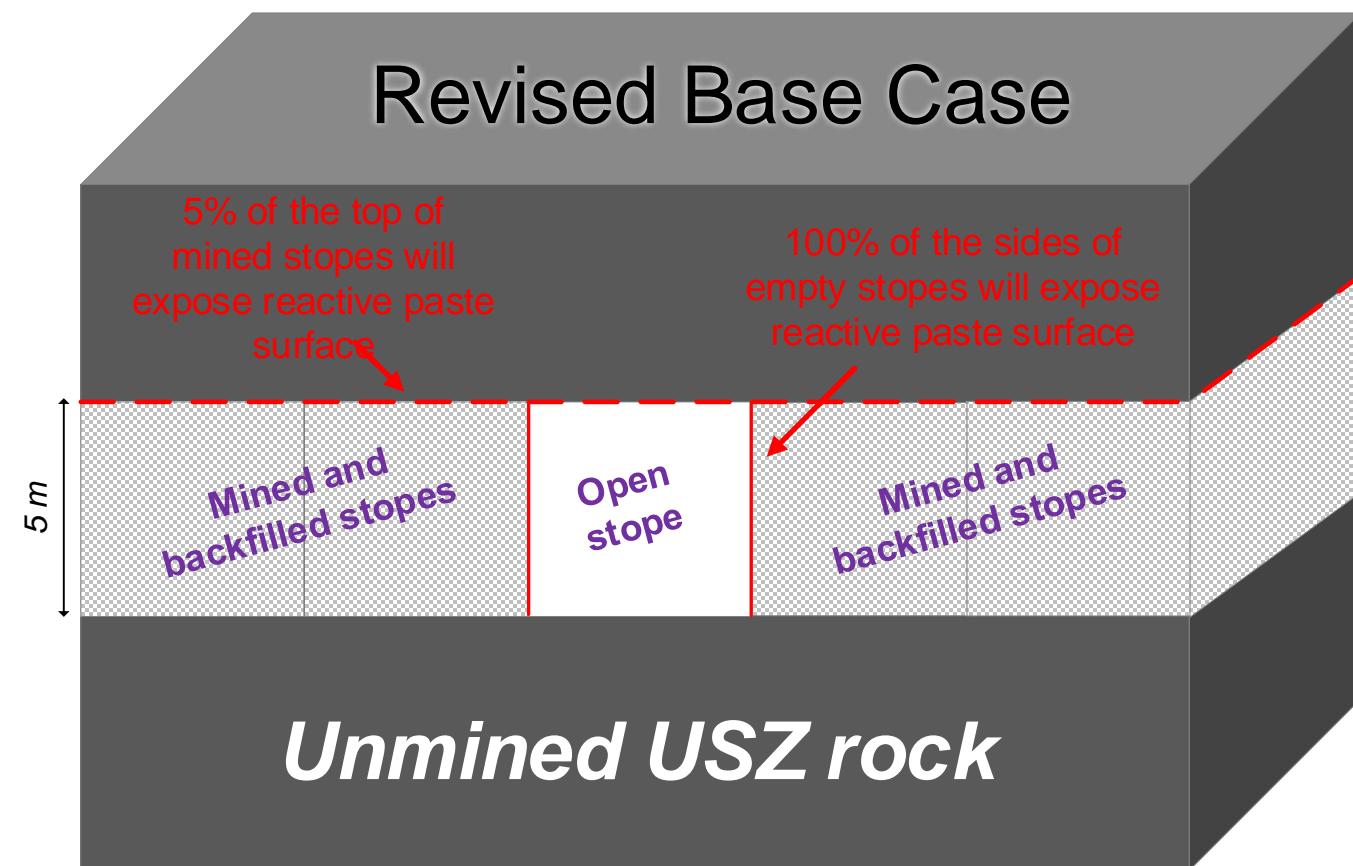 Revised Base Case
5% of the top of
mined stopes will
expose reactive paste
surface
100% of the sides of
empty stopes will expose
reactive paste surface
5 m
Mined and
backfilled stopes
Open
stope
Mined and
backfilled stopes
Unmined USZ rock